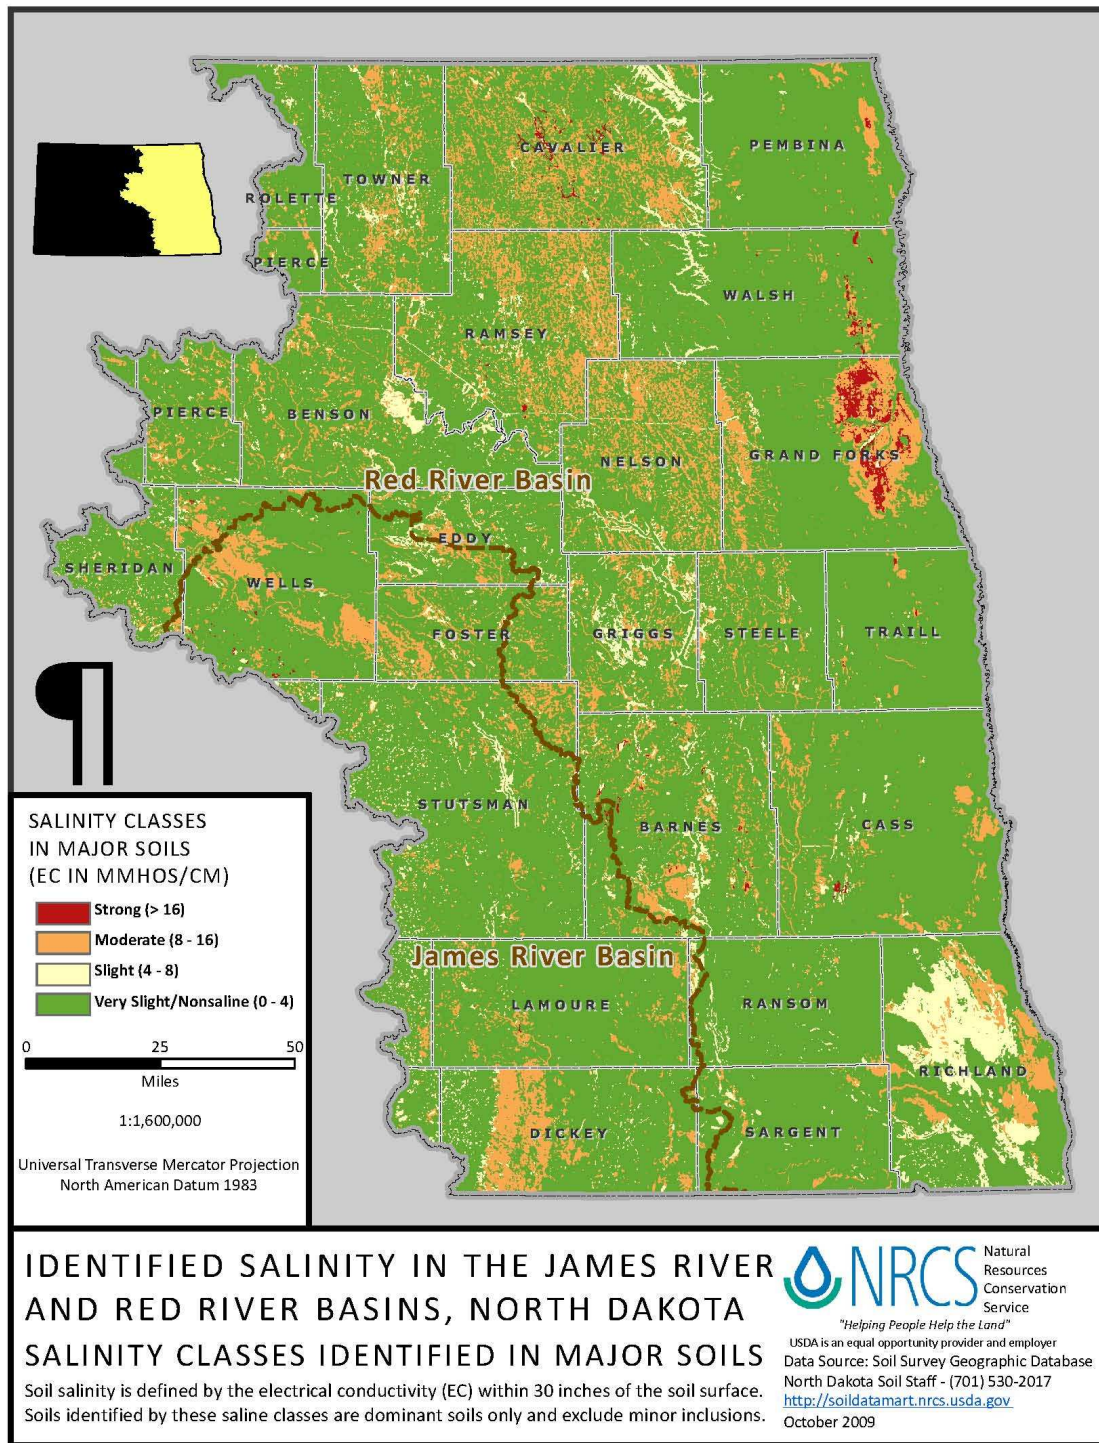 CAVALIER
PEMBINA
TOWNER
ROLETTE
PIERCE
WALSH
RAMSEY
PIERCE
BENSON
NELSON
GRAND FORKS
Red River Basin
EDDY
SHERIDAN
WELLS
FOSTER
GRIGGS
STEELE
TRAILL
¶
STUTSMAN
BARNES
CASS
James River Basin
LAMOURE
RANSOM
RICHLAND
DICKEY
SARGENT
SALINITY CLASSES
IN MAJOR SOILS
(EC IN MMHOS/CM)
Strong (> 16)
Moderate (8 - 16)
Slight (4 - 8)
Very Slight/Nonsaline (0 - 4)
0 25 50
Miles
1:1,600,000
Universal Transverse Mercator Projection
North American Datum 1983
IDENTIFIED SALINITY IN THE JAMES RIVER
AND RED RIVER BASINS, NORTH DAKOTA
SALINITY CLASSES IDENTIFIED IN MAJOR SOILS
Soil salinity is defined by the electrical conductivity (EC) within 30 inches of the soil surface.
Soils identified by these saline classes are dominant soils only and exclude minor inclusions.
NRCS
Natural
Resources
Conservation
Service
"Helping People Help the Land"
USDA is an equal opportunity provider and employer
Data Source: Soil Survey Geographic Database
North Dakota Soil Staff - (701) 530-2017
http://soildatamart.nrcs.usda.gov
October 2009